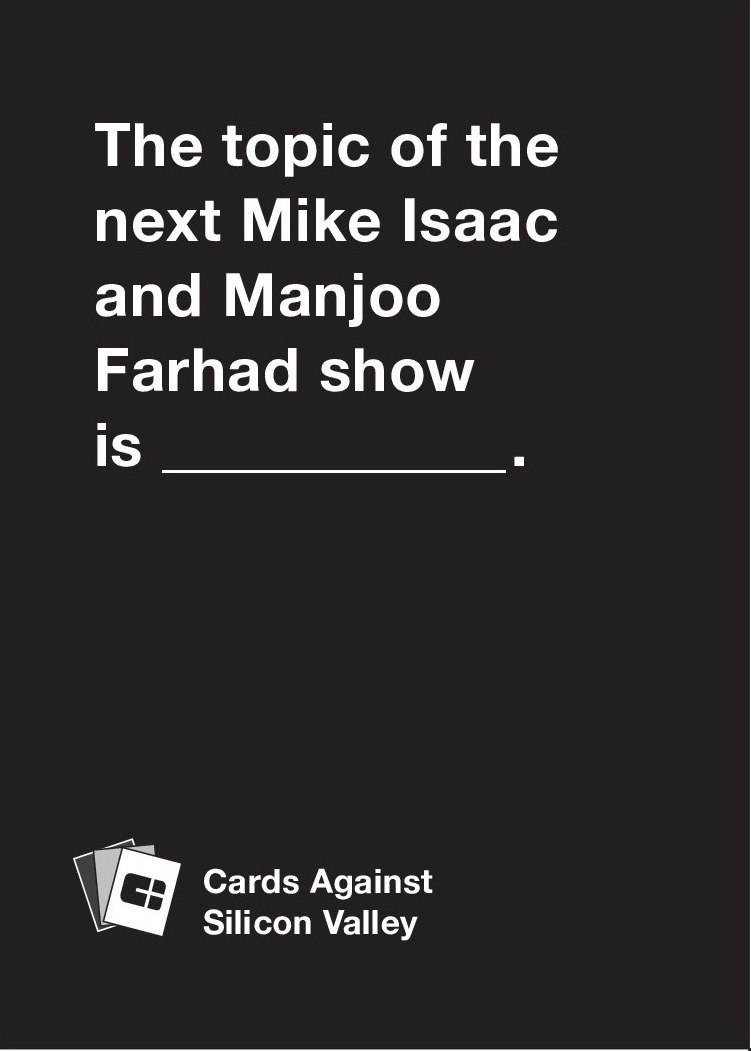 The topic of the
next Mike Isaac
and Manjoo
Farhad show
is ___________.
Cards Against
Silicon Valley